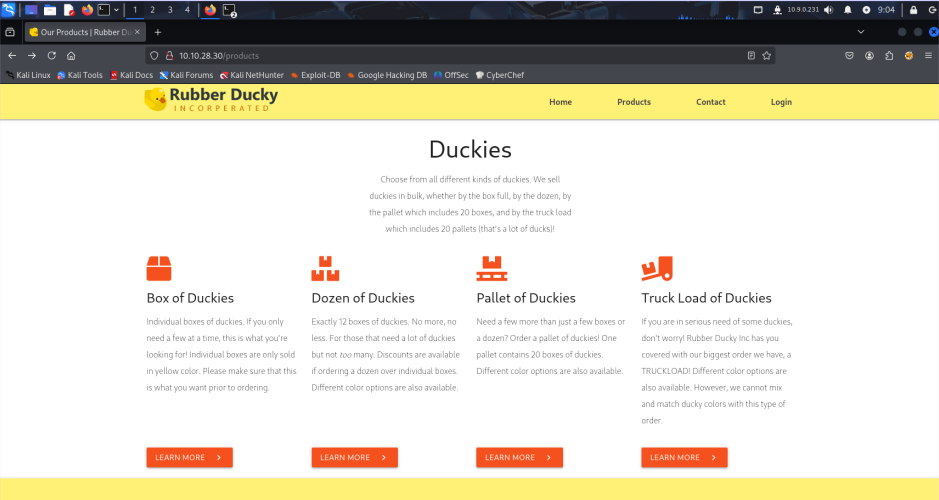 1 2 3 4
2
10.9.0.231
9:04
Our Products | Rubber Du
10.10.28.30/products
Kali Linux Kali Tools Kali Docs Kali Forums Kali NetHunter Exploit-DB Google Hacking DB OffSec CyberChef
Rubber Ducky
INCORPERATED
Home Products Contact Login
Duckies
Choose from all different kinds of duckies. We sell
duckies in bulk, whether by the box full, by the dozen, by
the pallet which includes 20 boxes, and by the truck load
which includes 20 pallets (that's a lot of ducks)!
Box of Duckies
Individual boxes of duckies. If you only
need a few at a time, this is what you're
looking for! Individual boxes are only sold
in yellow color. Please make sure that this
is what you want prior to ordering.
LEARN MORE
Dozen of Duckies
Exactly 12 boxes of duckies. No more, no
less. For those that need a lot of duckies
but not too many. Discounts are available
if ordering a dozen over individual boxes.
Different color options are also available.
LEARN MORE
Pallet of Duckies
Need a few more than just a few boxes or
a dozen? Order a pallet of duckies! One
pallet contains 20 boxes of duckies.
Different color options are also available.
LEARN MORE
Truck Load of Duckies
If you are in serious need of some duckies,
don't worry! Rubber Ducky Inc has you
covered with our biggest order we have, a
TRUCKLOAD! Different color options are
also available. However, we cannot mix
and match ducky colors with this type of
order.
LEARN MORE